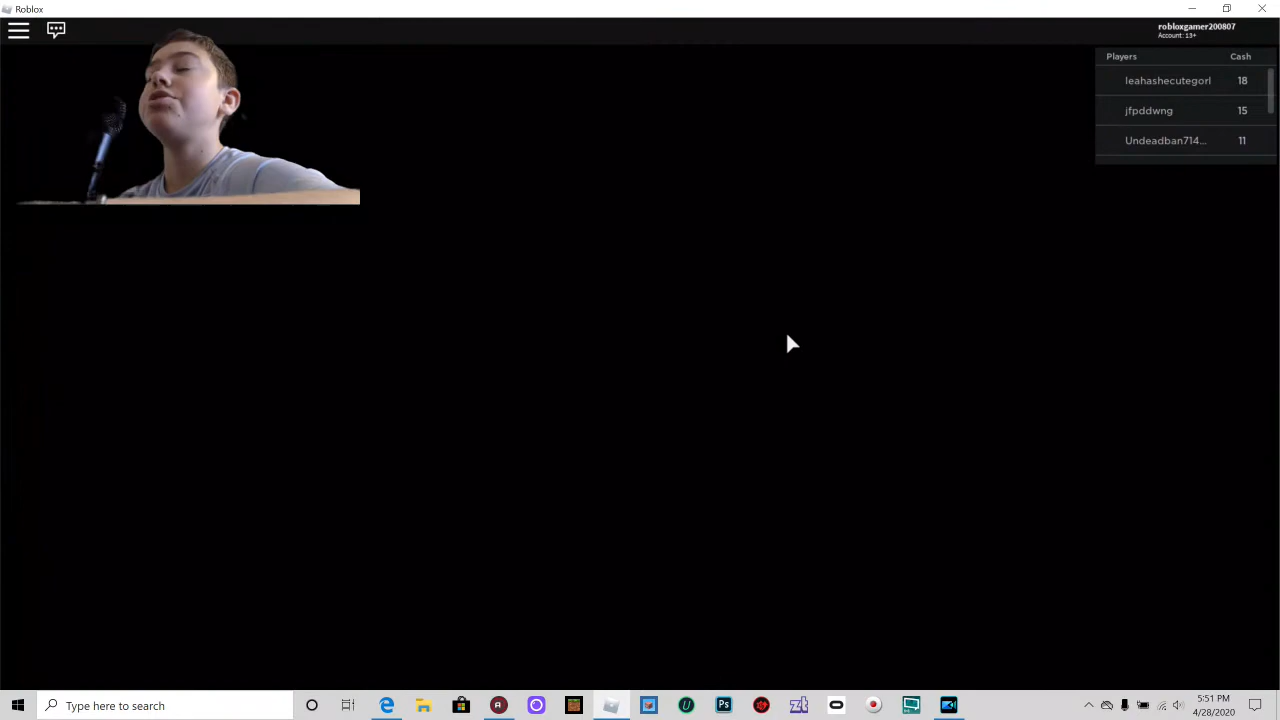 Roblox
robloxgamer200807
Account: 13+
Players Cash
leahashecutegorl 18
jfpddwng 15
Undeadban714... 11
Type here to search
5:51 PM
4/28/2020